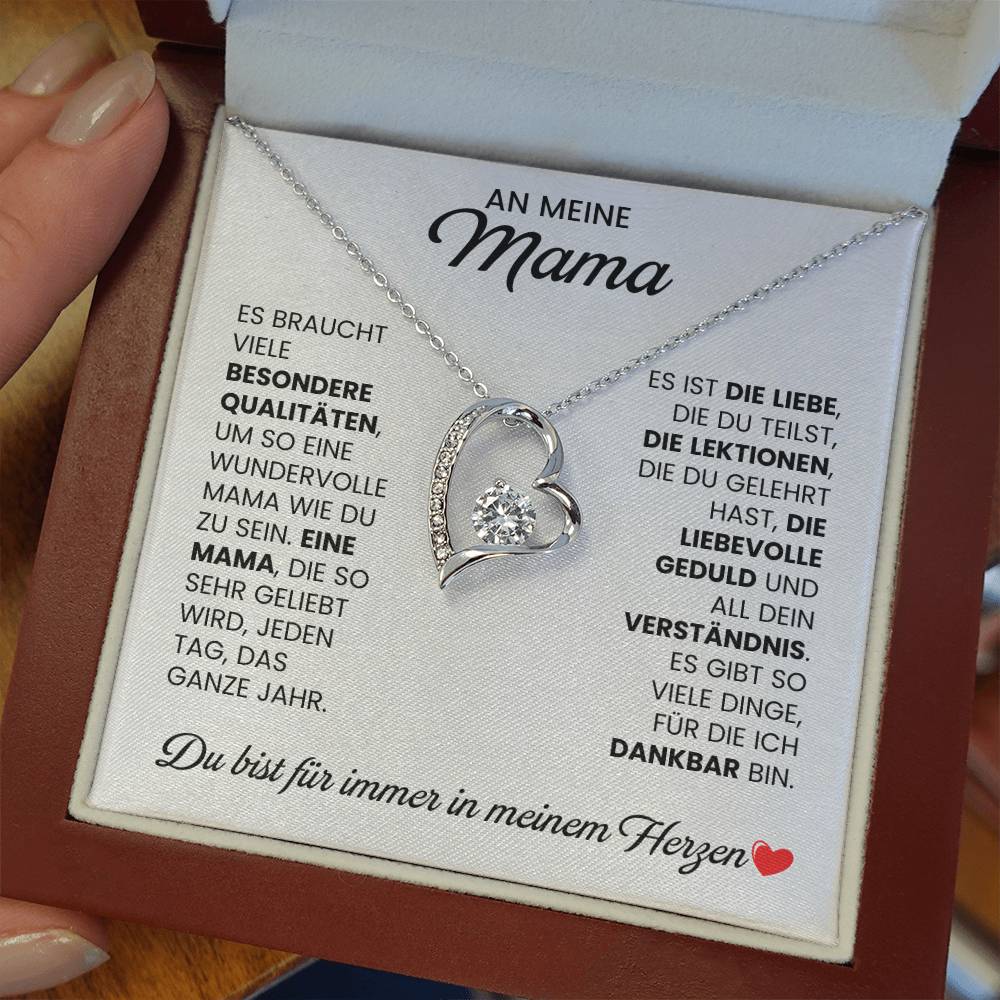 AN MEINE
Mama
ES BRAUCHT
VIELE
BESONDERE
QUALITÄTEN,
UM SO EINE
WUNDERVOLLE
MAMA WIE DU
ZU SEIN. EINE
MAMA, DIE SO
SEHR GELIEBT
WIRD, JEDEN
TAG, DAS
GANZE JAHR.
ES IST DIE LIEBE,
DIE DU TEILST,
DIE LEKTIONEN,
DIE DU GELEHRT
HAST, DIE
LIEBEVOLLE
GEDULD UND
ALL DEIN
VERSTÄNDNIS.
ES GIBT SO
VIELE DINGE,
FÜR DIE ICH
DANKBAR BIN.
Du bist für immer in meinem Herzen